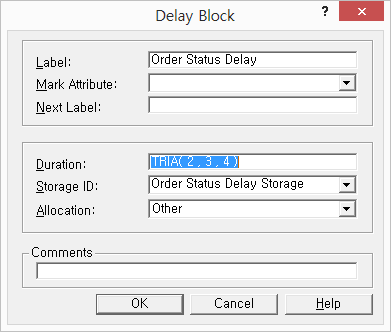 Delay Block
?
Label: Order Status Delay
Mark Attribute:
Next Label:
Duration: TRIA( 2 , 3 , 4 )
Storage ID: Order Status Delay Storage
Allocation: Other
Comments
OK Cancel Help